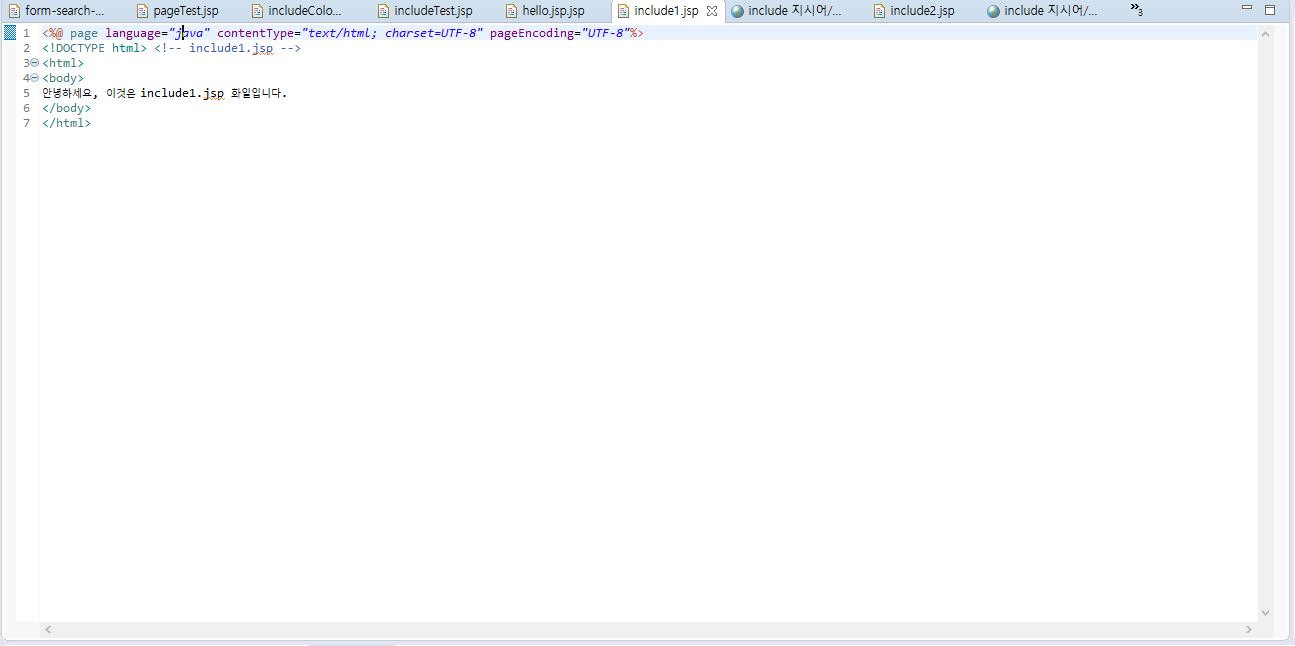 form-search-... pageTest.jsp includeColo... includeTest.jsp hello.jsp.jsp include1.jsp include 지시어/... include2.jsp include 지시어/... »3
1 <%@ page language="java" contentType="text/html; charset=UTF-8" pageEncoding="UTF-8"%>
2 <!DOCTYPE html> <!-- include1.jsp -->
3 <html>
4 <body>
5 안녕하세요, 이것은 include1.jsp 화일입니다.
6 </body>
7 </html>